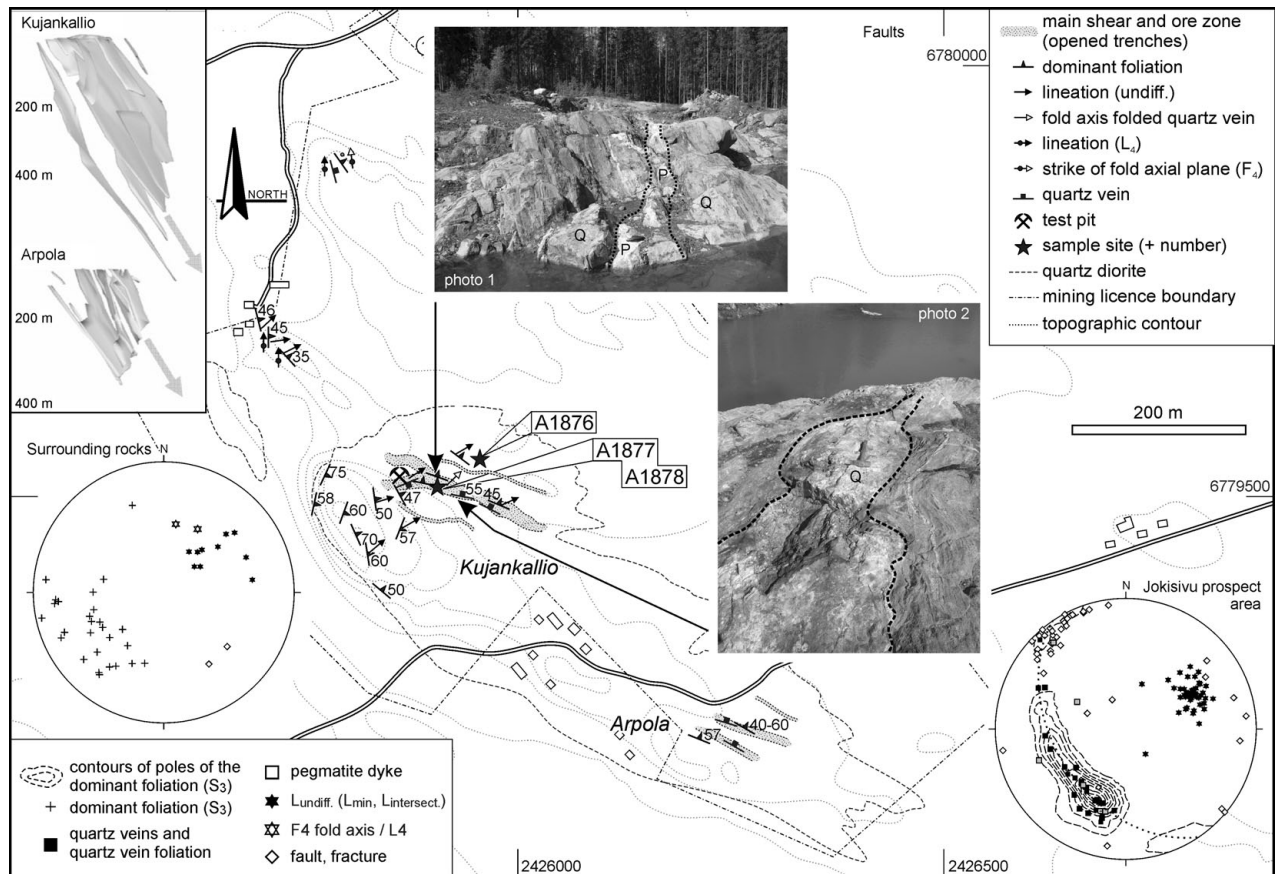 Kujankallio
200 m
400 m
Arpola
200 m
400 m
NORTH
Faults
6780000
photo 1
Q
P
P
Q
photo 2
Q
main shear and ore zone
(opened trenches)
dominant foliation
lineation (undiff.)
fold axis folded quartz vein
lineation (L4)
strike of fold axial plane (F4)
quartz vein
test pit
sample site (+ number)
quartz diorite
mining licence boundary
topographic contour
200 m
46
45
35
A1876
A1877
A1878
75
58
60
50
47
55
45
70
57
60
50
Kujankallio
6779500
Surrounding rocks
N
Jokisivu prospect
area
N
Arpola
57
40-60
contours of poles of the
dominant foliation (S3)
dominant foliation (S3)
quartz veins and
quartz vein foliation
pegmatite dyke
Lundiff. (Lmin, Lintersect.)
F4 fold axis / L4
fault, fracture
2426000
2426500